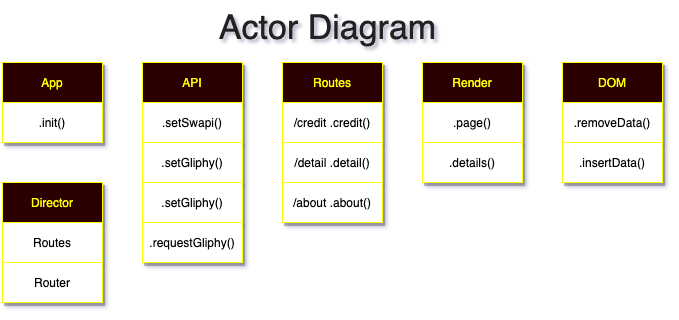 Actor Diagram
App
.init()
Director
Routes
Router
API
.setSwapi()
.setGliphy()
.setGliphy()
.requestGliphy()
Routes
/credit .credit()
/detail .detail()
/about .about()
Render
.page()
.details()
DOM
.removeData()
.insertData()